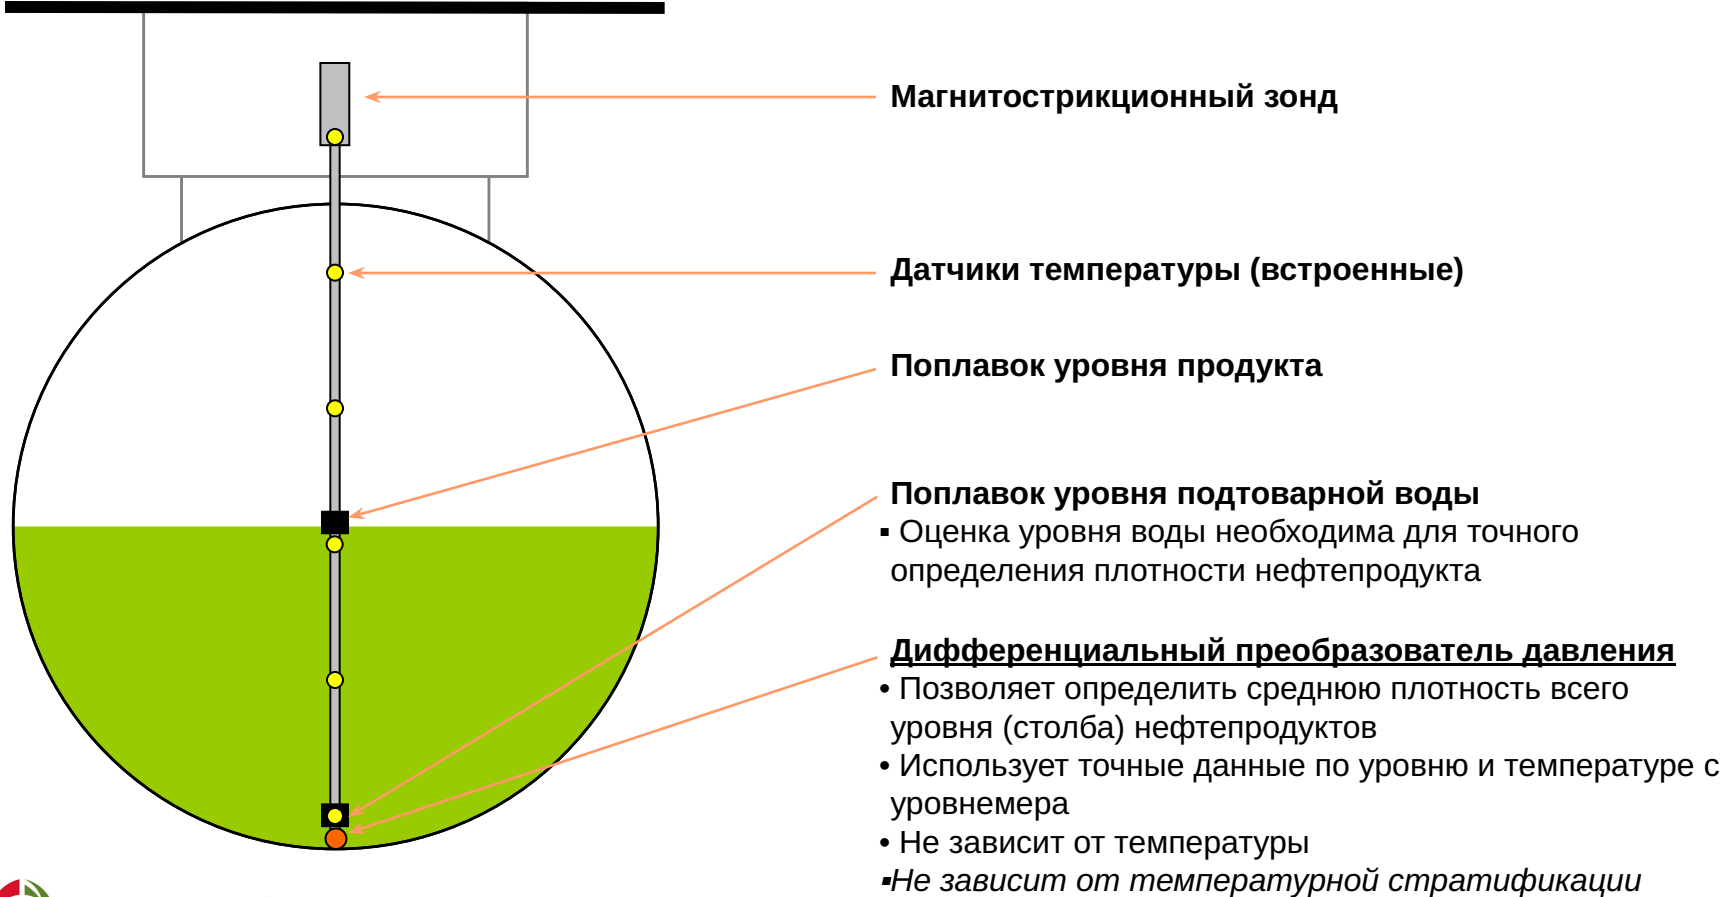 Магнитострикционный зонд
Датчики температуры (встроенные)
Поплавок уровня продукта
Поплавок уровня подтоварной воды
▪ Оценка уровня воды необходима для точного
определения плотности нефтепродукта
Дифференциальный преобразователь давления
• Позволяет определить среднюю плотность всего
уровня (столба) нефтепродуктов
• Использует точные данные по уровню и температуре с
уровнемера
• Не зависит от температуры
▪Не зависит от температурной стратификации